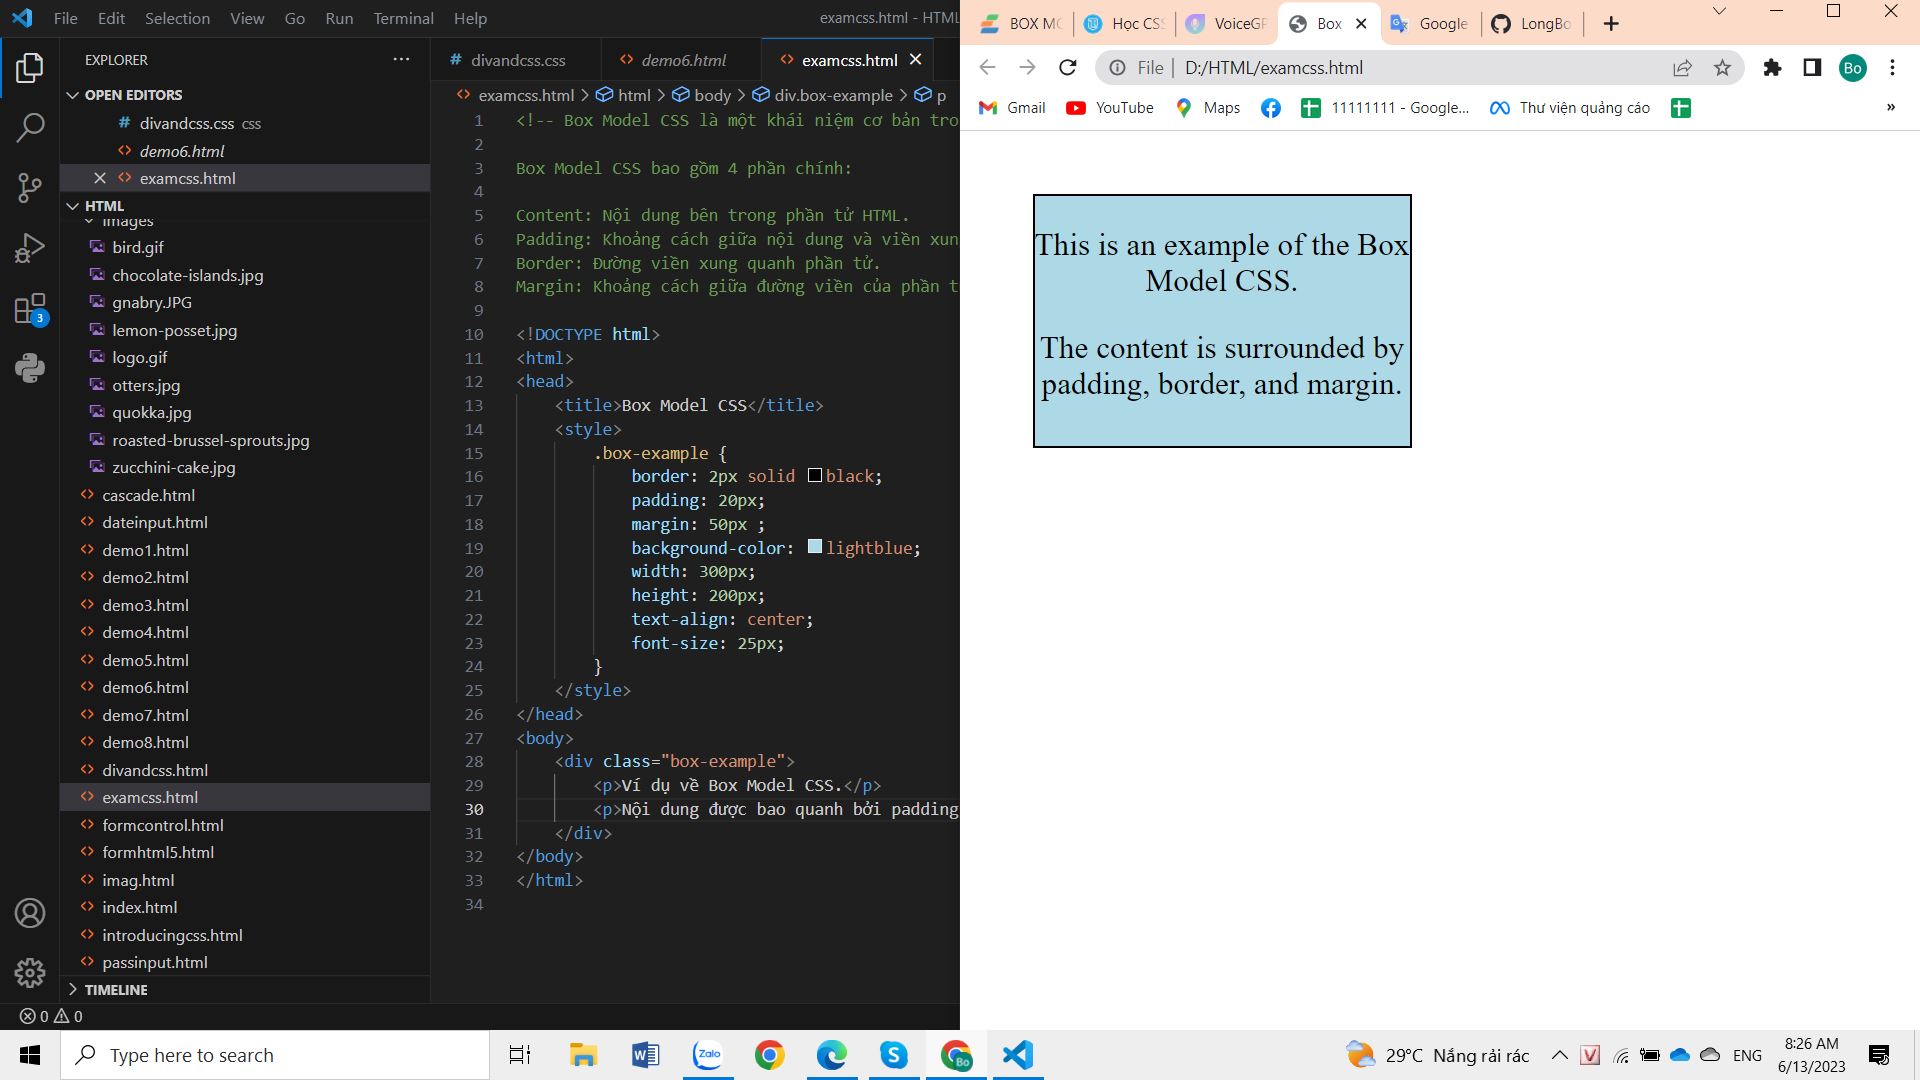 File Edit Selection View Go Run Terminal Help
examcss.html - HTML
EXPLORER
OPEN EDITORS
divandcss.css css
demo6.html
examcss.html
HTML
images
bird.gif
chocolate-islands.jpg
gnabry.JPG
lemon-posset.jpg
logo.gif
otters.jpg
quokka.jpg
roasted-brussel-sprouts.jpg
zucchini-cake.jpg
cascade.html
dateinput.html
demo1.html
demo2.html
demo3.html
demo4.html
demo5.html
demo6.html
demo7.html
demo8.html
divandcss.html
examcss.html
formcontrol.html
formhtml5.html
imag.html
index.html
introducingcss.html
passinput.html
TIMELINE
3
0 0
divandcss.css demo6.html examcss.html
examcss.html > html > body > div.box-example > p
1 <!-- Box Model CSS là một khái niệm cơ bản tro
2
3 Box Model CSS bao gồm 4 phần chính:
4
5 Content: Nội dung bên trong phần tử HTML.
6 Padding: Khoảng cách giữa nội dung và viền xun
7 Border: Đường viền xung quanh phần tử.
8 Margin: Khoảng cách giữa đường viền của phần t
9
10 <!DOCTYPE html>
11 <html>
12 <head>
13 <title>Box Model CSS</title>
14 <style>
15 .box-example {
16 border: 2px solid black;
17 padding: 20px;
18 margin: 50px ;
19 background-color: lightblue;
20 width: 300px;
21 height: 200px;
22 text-align: center;
23 font-size: 25px;
24 }
25 </style>
26 </head>
27 <body>
28 <div class="box-example">
29 <p>Ví dụ về Box Model CSS.</p>
30 <p>Nội dung được bao quanh bởi padding
31 </div>
32 </body>
33 </html>
34
BOX MO Học CSS VoiceGP Box Google LongBo
File D:/HTML/examcss.html
Bo
Gmail YouTube Maps 11111111 - Google... Thư viện quảng cáo »
This is an example of the Box
Model CSS.
The content is surrounded by
padding, border, and margin.
Type here to search
Zalo
Bo
29°C Nắng rải rác
ENG
8:26 AM
6/13/2023